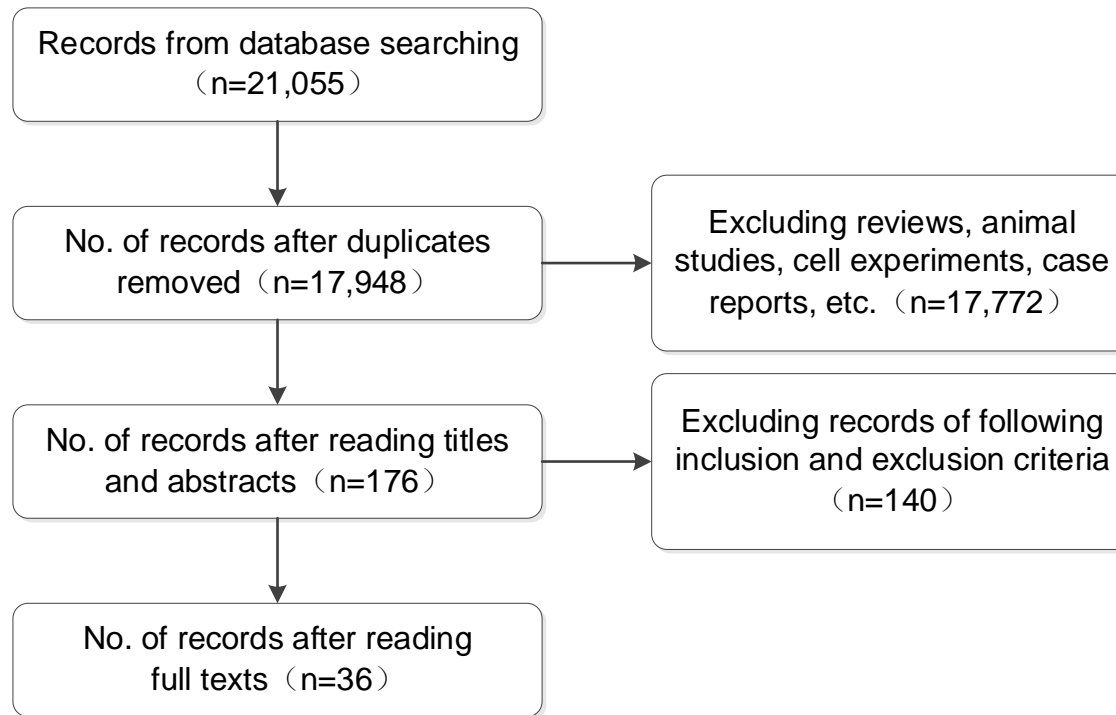 Records from database searching
（n=21,055）
No. of records after duplicates
removed（n=17,948）
Excluding reviews, animal
studies, cell experiments, case
reports, etc.（n=17,772）
No. of records after reading titles
and abstracts（n=176）
Excluding records of following
inclusion and exclusion criteria
（n=140）
No. of records after reading
full texts（n=36）